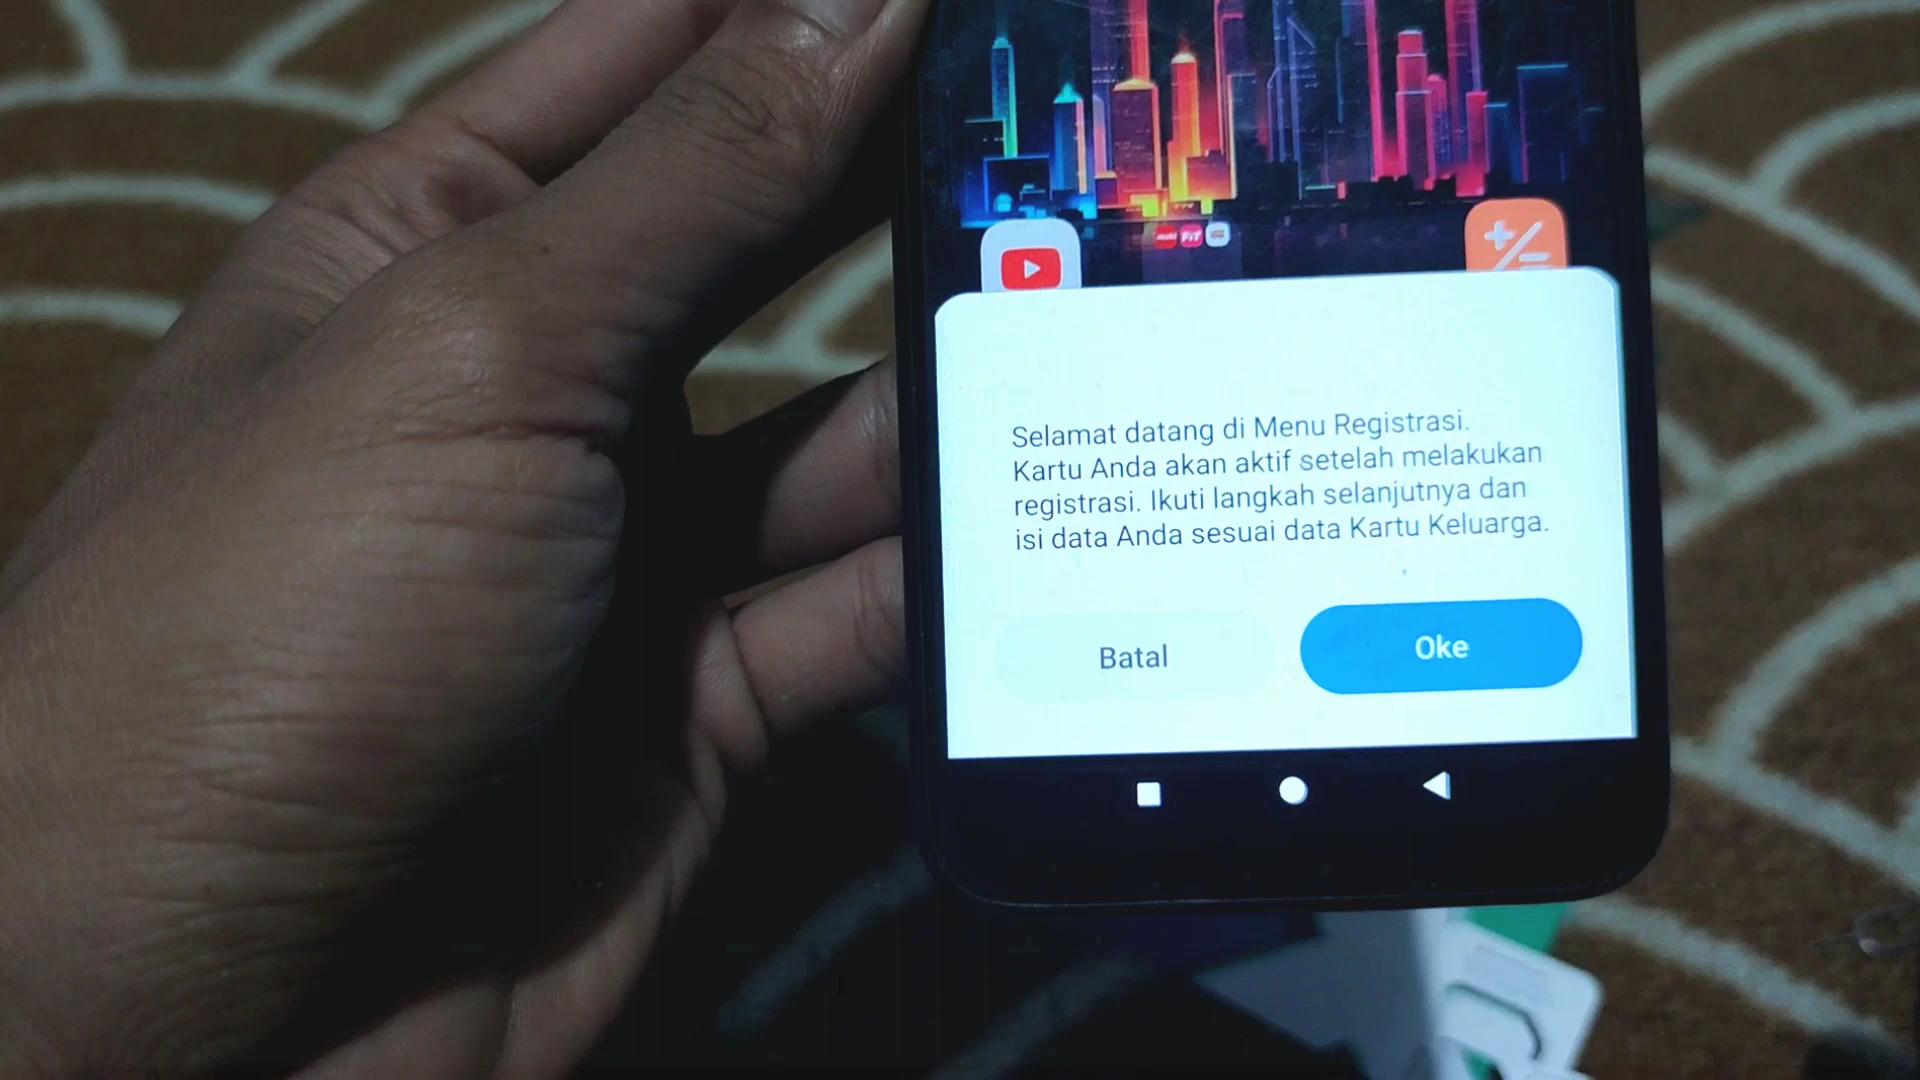 FIT
Selamat datang di Menu Registrasi.
Kartu Anda akan aktif setelah melakukan
registrasi. Ikuti langkah selanjutnya dan
isi data Anda sesuai data Kartu Keluarga.
Batal
Oke